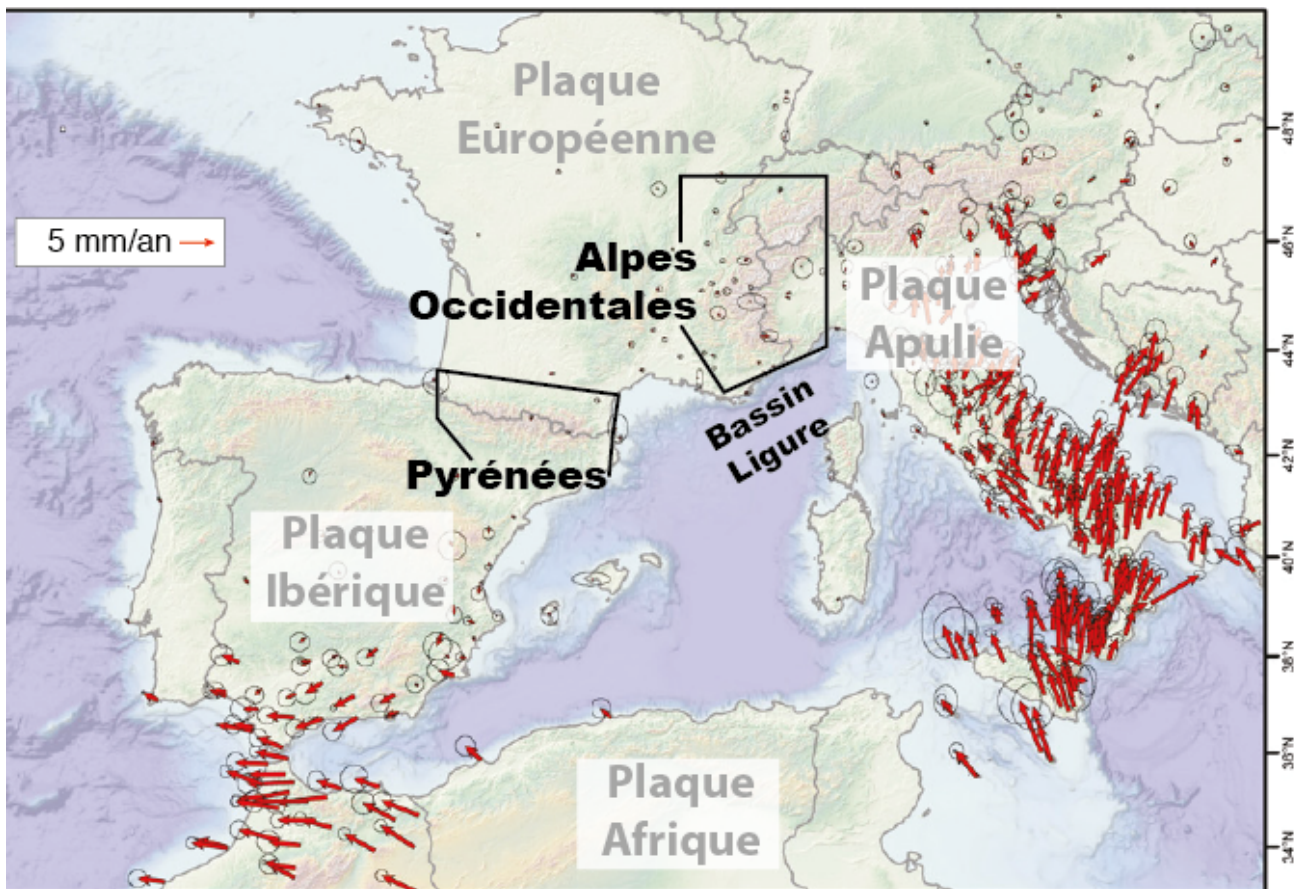 Plaque
Européenne
5 mm/an
Alpes
Occidentales
Plaque
Apulie
Bassin
Ligure
Pyrénées
Plaque
Ibérique
Plaque
Afrique
48°N
46°N
44°N
42°N
40°N
38°N
36°N
34°N